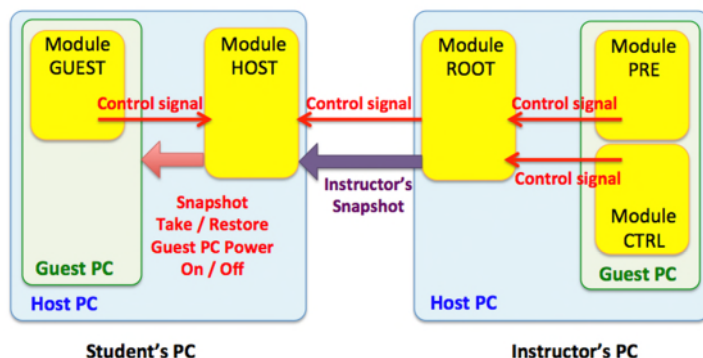 Module
GUEST
Module
HOST
Module
ROOT
Module
PRE
Control signal
Control signal
Control signal
Control signal
Instructor's
Snapshot
Snapshot
Take / Restore
Guest PC Power
On / Off
Module
CTRL
Guest PC
Guest PC
Host PC
Host PC
Student's PC
Instructor's PC